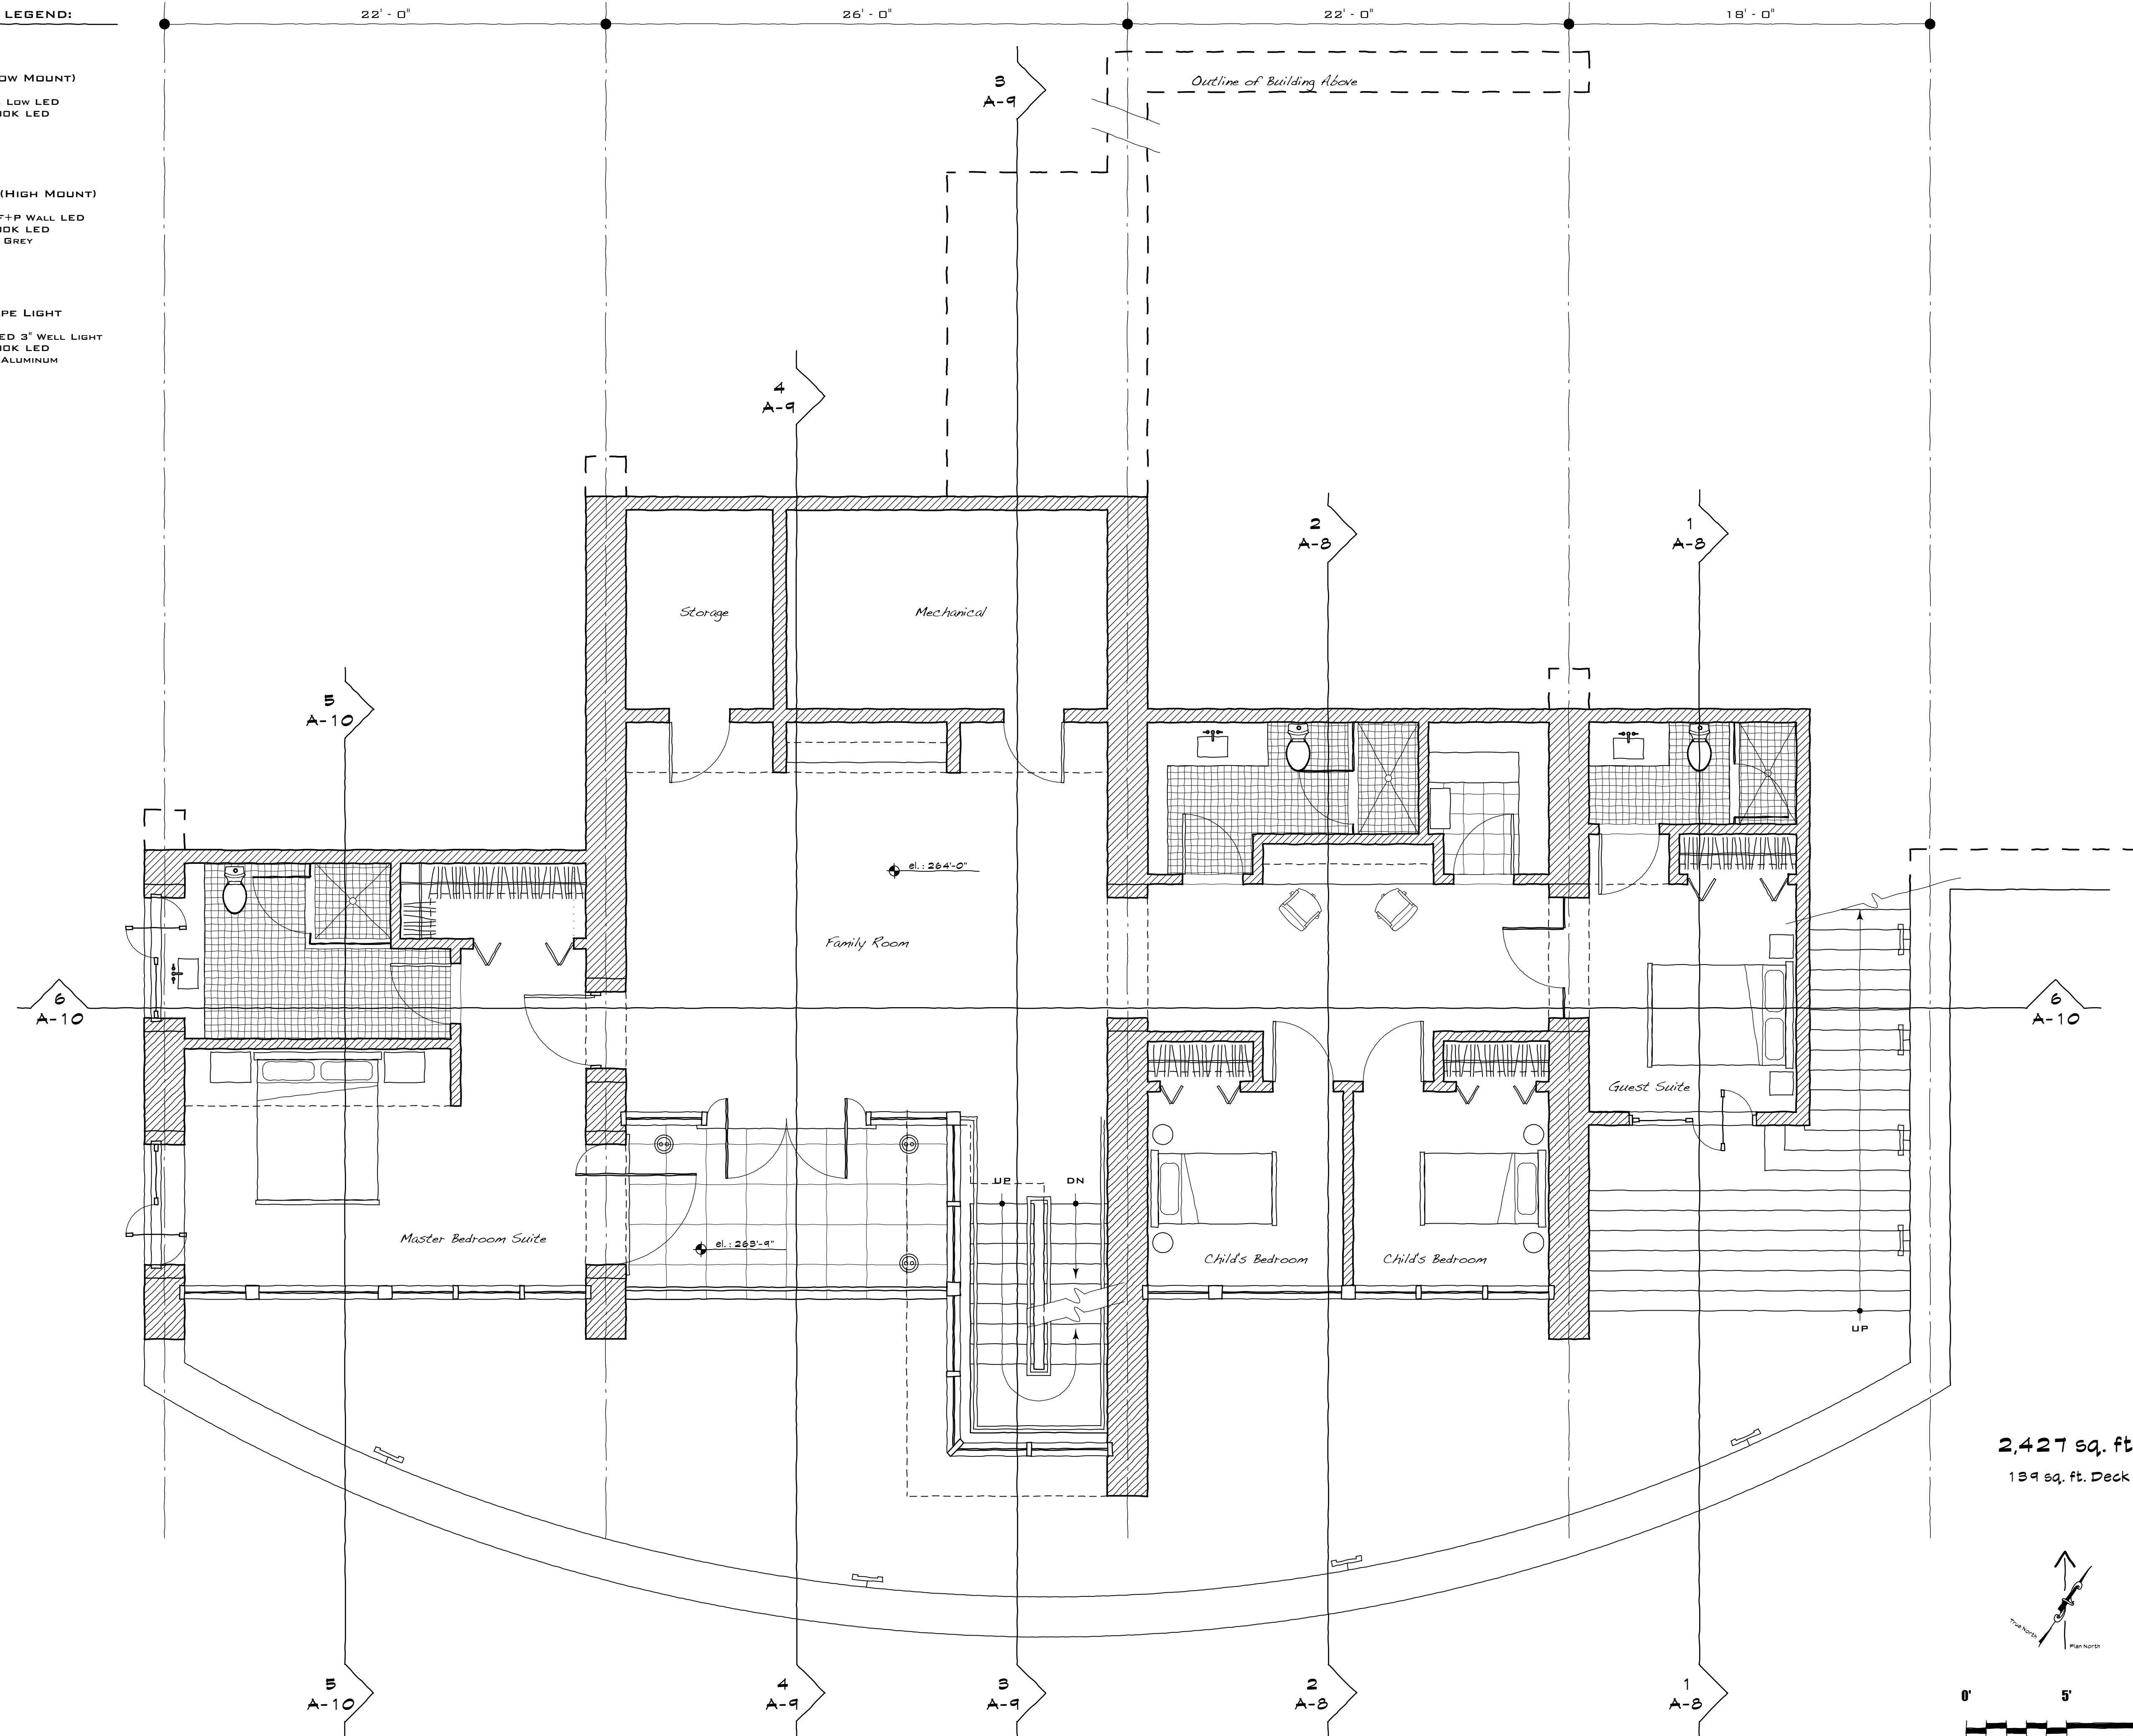 LEGEND:
22' - 0"
26' - 0"
22' - 0"
18' - 0"
OW MOUNT)
LOW LED
0K LED
(HIGH MOUNT)
F+P WALL LED
0K LED
GREY
PE LIGHT
ED 3" WELL LIGHT
0K LED
ALUMINUM
Outline of Building Above
3
A-9
4
A-9
2
A-8
1
A-8
5
A-10
Storage
Mechanical
el.: 264'-0"
Family Room
6
A-10
6
A-10
Guest Suite
UP
DN
Master Bedroom Suite
el.: 263'-9"
Child's Bedroom
Child's Bedroom
UP
2,427 sq. ft
139 sq. ft. Deck
True North
Plan North
5
A-10
4
A-9
3
A-9
2
A-8
1
A-8
0'
5'